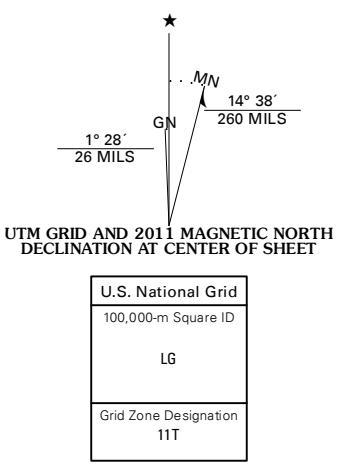 ★
MN
GN
14° 38´
260 MILS
1° 28´
26 MILS
UTM GRID AND 2011 MAGNETIC NORTH
DECLINATION AT CENTER OF SHEET
U.S. National Grid
100,000-m Square ID
LG
Grid Zone Designation
11T